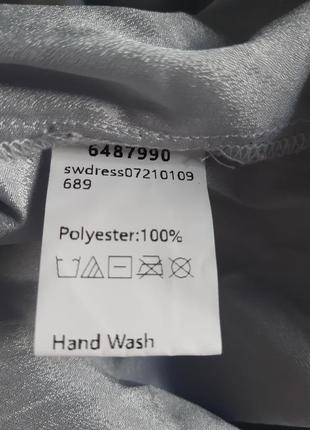 6487990
swdress07210109
689
Polyester:100%
Hand Wash